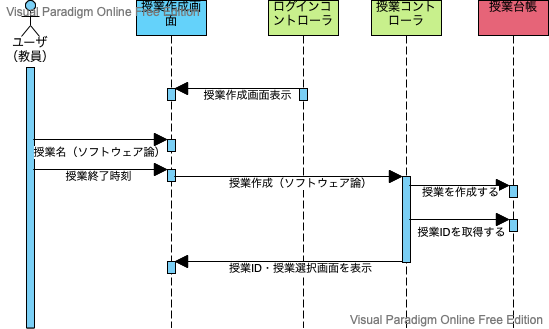 Visual Paradigm Online Free Edition
ユーザ
（教員）
授業作成画
面
ログインコ
ントローラ
授業コント
ローラ
授業台帳
授業作成画面表示
授業名（ソフトウェア論）
授業終了時刻
授業作成（ソフトウェア論）
授業を作成する
授業IDを取得する
授業ID・授業選択画面を表示
Visual Paradigm Online Free Edition